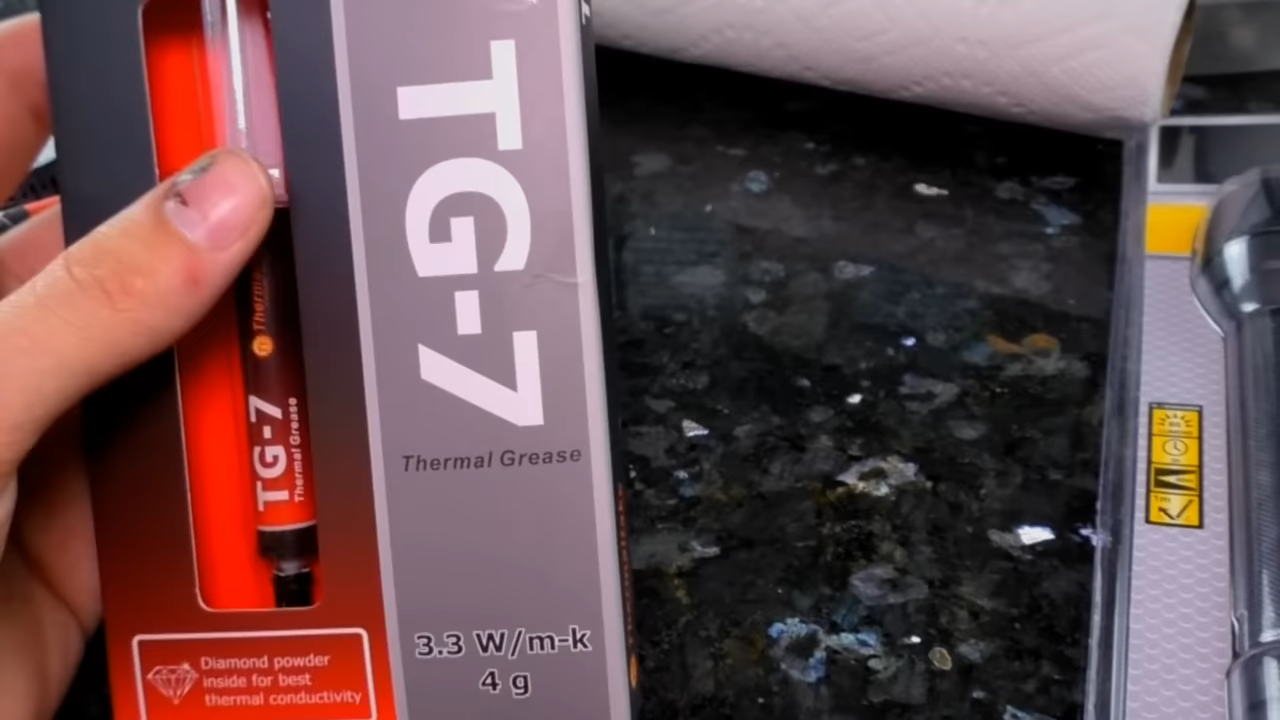 TG-7
Thermal Grease
3.3 W/m-k
4 g
TG-7
Thermal Grease
Diamond powder
inside for best
thermal conductivity